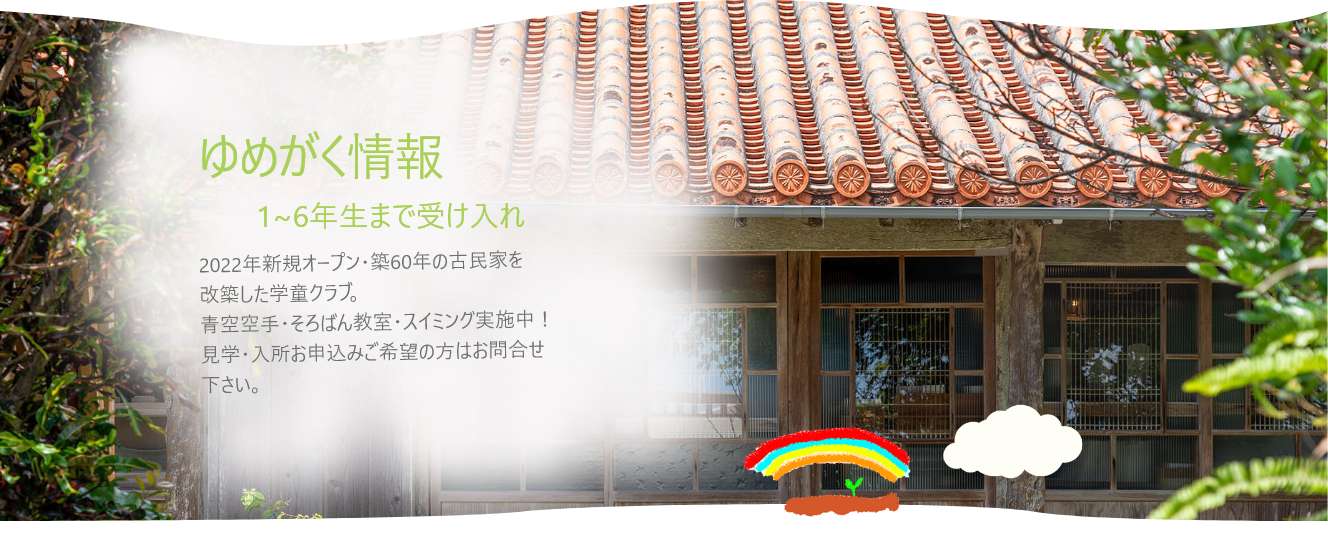 ゆめがく情報
1~6年生まで受け入れ
2022年新規オープン・築60年の古民家を
改築した学童クラブ。
青空空手・そろばん教室・スイミング実施中！
見学・入所お申込みご希望の方はお問合せ
下さい。